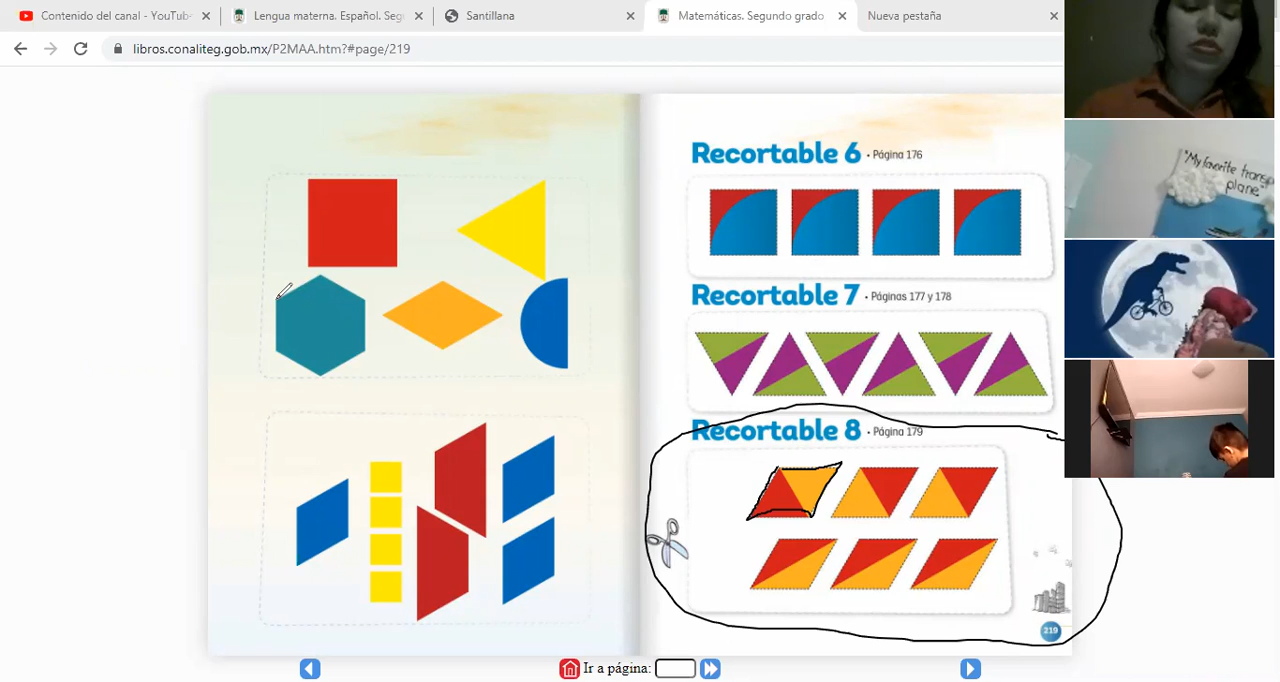 Contenido del canal - YouTub
Lengua materna. Español. Seg
Santillana
Matemáticas. Segundo grado
Nueva pestaña
libros.conaliteg.gob.mx/P2MAA.htm?#page/219
"My favorite transp
plane"
Recortable 6 • Página 176
Recortable 7 • Páginas 177 y 178
Recortable 8 • Página 179
219
Ir a página: